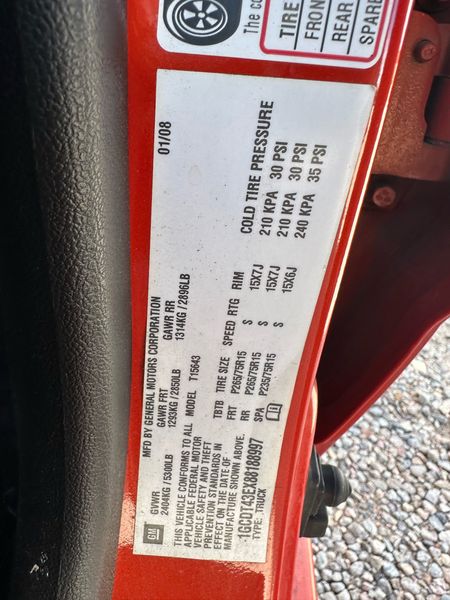 The co
TIRE
FRON
REAR
SPARE
GM
MFD BY GENERAL MOTORS CORPORATION
01/08
GVWR GAWR FRT GAWR RR
2404KG / 5300LB 1293KG / 2850LB 1314KG / 2896LB
THIS VEHICLE CONFORMS TO ALL
APPLICABLE FEDERAL MOTOR
VEHICLE SAFETY AND THEFT
PREVENTION STANDARDS IN
EFFECT ON THE DATE OF
MANUFACTURE SHOWN ABOVE.
1GCDT43EX88188997
TYPE: TRUCK
MODEL T15643
TBTB TIRE SIZE SPEED RTG RIM COLD TIRE PRESSURE
FRT P265/75R15 S 15X7J 210 KPA 30 PSI
RR P265/75R15 S 15X7J 210 KPA 30 PSI
SPA P235/75R15 15X6J 240 KPA 35 PSI